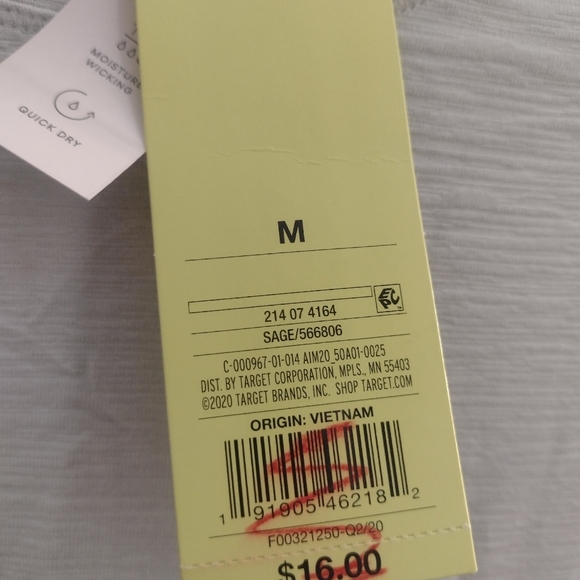 MOISTURE
WICKING
QUICK DRY
M
EPC
214 07 4164
SAGE/566806
C-000967-01-014 AIM20_50A01-0025
DIST. BY TARGET CORPORATION, MPLS., MN 55403
©2020 TARGET BRANDS, INC. SHOP TARGET.COM
ORIGIN: VIETNAM
1 91905 46218 2
F00321250-Q2/20
$16.00